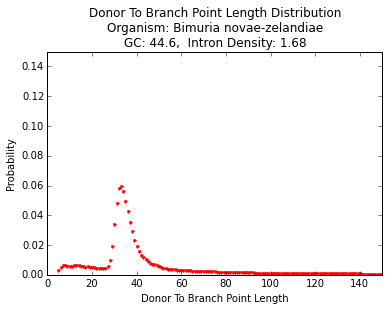 Donor To Branch Point Length Distribution
Organism: Bimuria novae-zelandiae
GC: 44.6,  Intron Density: 1.68
0.14
0.12
0.10
0.08
0.06
0.04
0.02
0.00
Probability
0 20 40 60 80 100 120 140
Donor To Branch Point Length